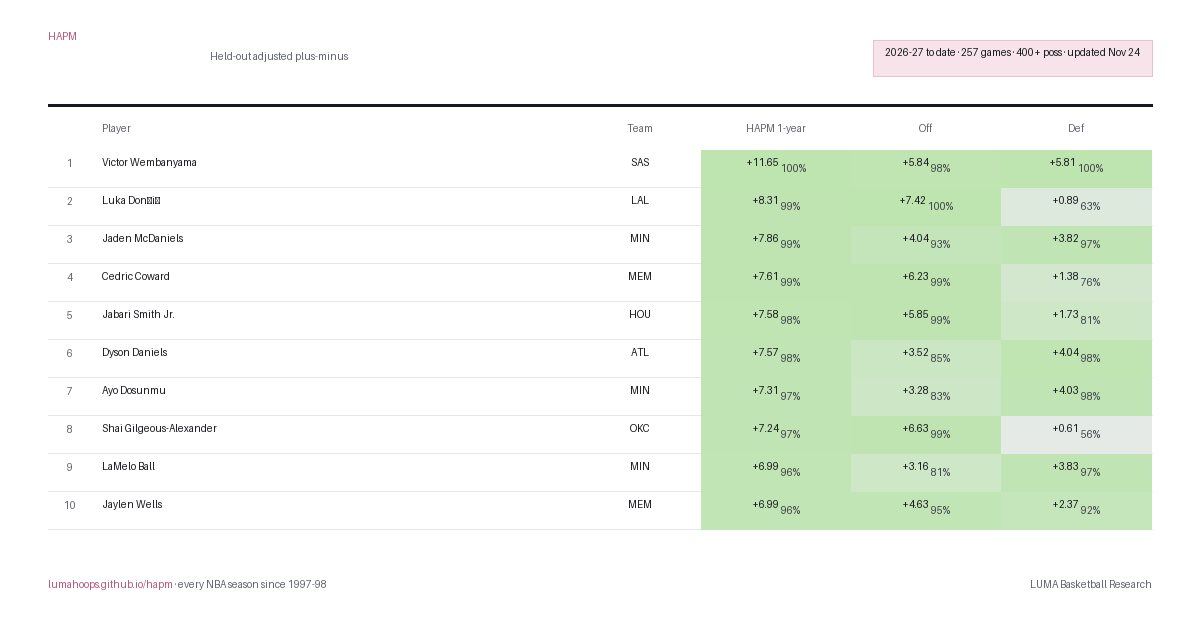 HAPM
Held-out adjusted plus-minus
2026-27 to date · 257 games · 400+ poss · updated Nov 24
Player Team HAPM 1-year Off Def
1 Victor Wembanyama SAS +11.65 100% +5.84 98% +5.81 100%
2 Luka Don□i□ LAL +8.31 99% +7.42 100% +0.89 63%
3 Jaden McDaniels MIN +7.86 99% +4.04 93% +3.82 97%
4 Cedric Coward MEM +7.61 99% +6.23 99% +1.38 76%
5 Jabari Smith Jr. HOU +7.58 98% +5.85 99% +1.73 81%
6 Dyson Daniels ATL +7.57 98% +3.52 85% +4.04 98%
7 Ayo Dosunmu MIN +7.31 97% +3.28 83% +4.03 98%
8 Shai Gilgeous-Alexander OKC +7.24 97% +6.63 99% +0.61 56%
9 LaMelo Ball MIN +6.99 96% +3.16 81% +3.83 97%
10 Jaylen Wells MEM +6.99 96% +4.63 95% +2.37 92%
lumahoops.github.io/hapm · every NBA season since 1997-98
LUMA Basketball Research